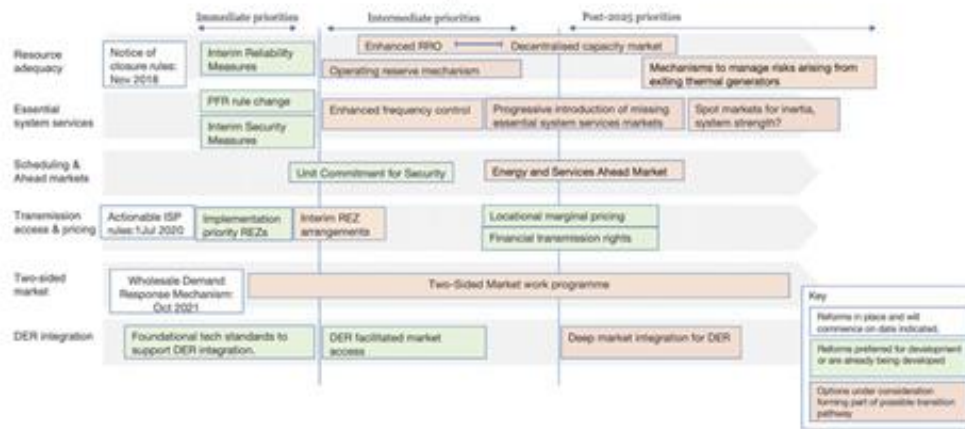 Immediate priorities
Intermediate priorities
Post-2025 priorities
Resource
adequacy
Notice of
closure rules:
Nov 2018
Interim Reliability
Measures
Enhanced RRO
Decentralised capacity market
Operating reserve mechanism
Mechanisms to manage risks arising from
exiting thermal generators
Essential
system services
PFR rule change
Interim Security
Measures
Enhanced frequency control
Progressive introduction of missing
essential system services markets
Spot markets for inertia,
system strength?
Scheduling &
Ahead markets
Unit Commitment for Security
Energy and Services Ahead Market
Transmission
access & pricing
Actionable ISP
rules:1Jul 2020
Implementation
priority REZs
Interim REZ
arrangements
Locational marginal pricing
Financial transmission rights
Two-sided
market
Wholesale Demand
Response Mechanism:
Oct 2021
Two-Sided Market work programme
DER integration
Foundational tech standards to
support DER integration.
DER facilitated market
access
Deep market integration for DER
Key
Reforms in place and will
commence on date indicated.
Reforms preferred for development
or are already being developed
Options under consideration
forming part of possible transition
pathway